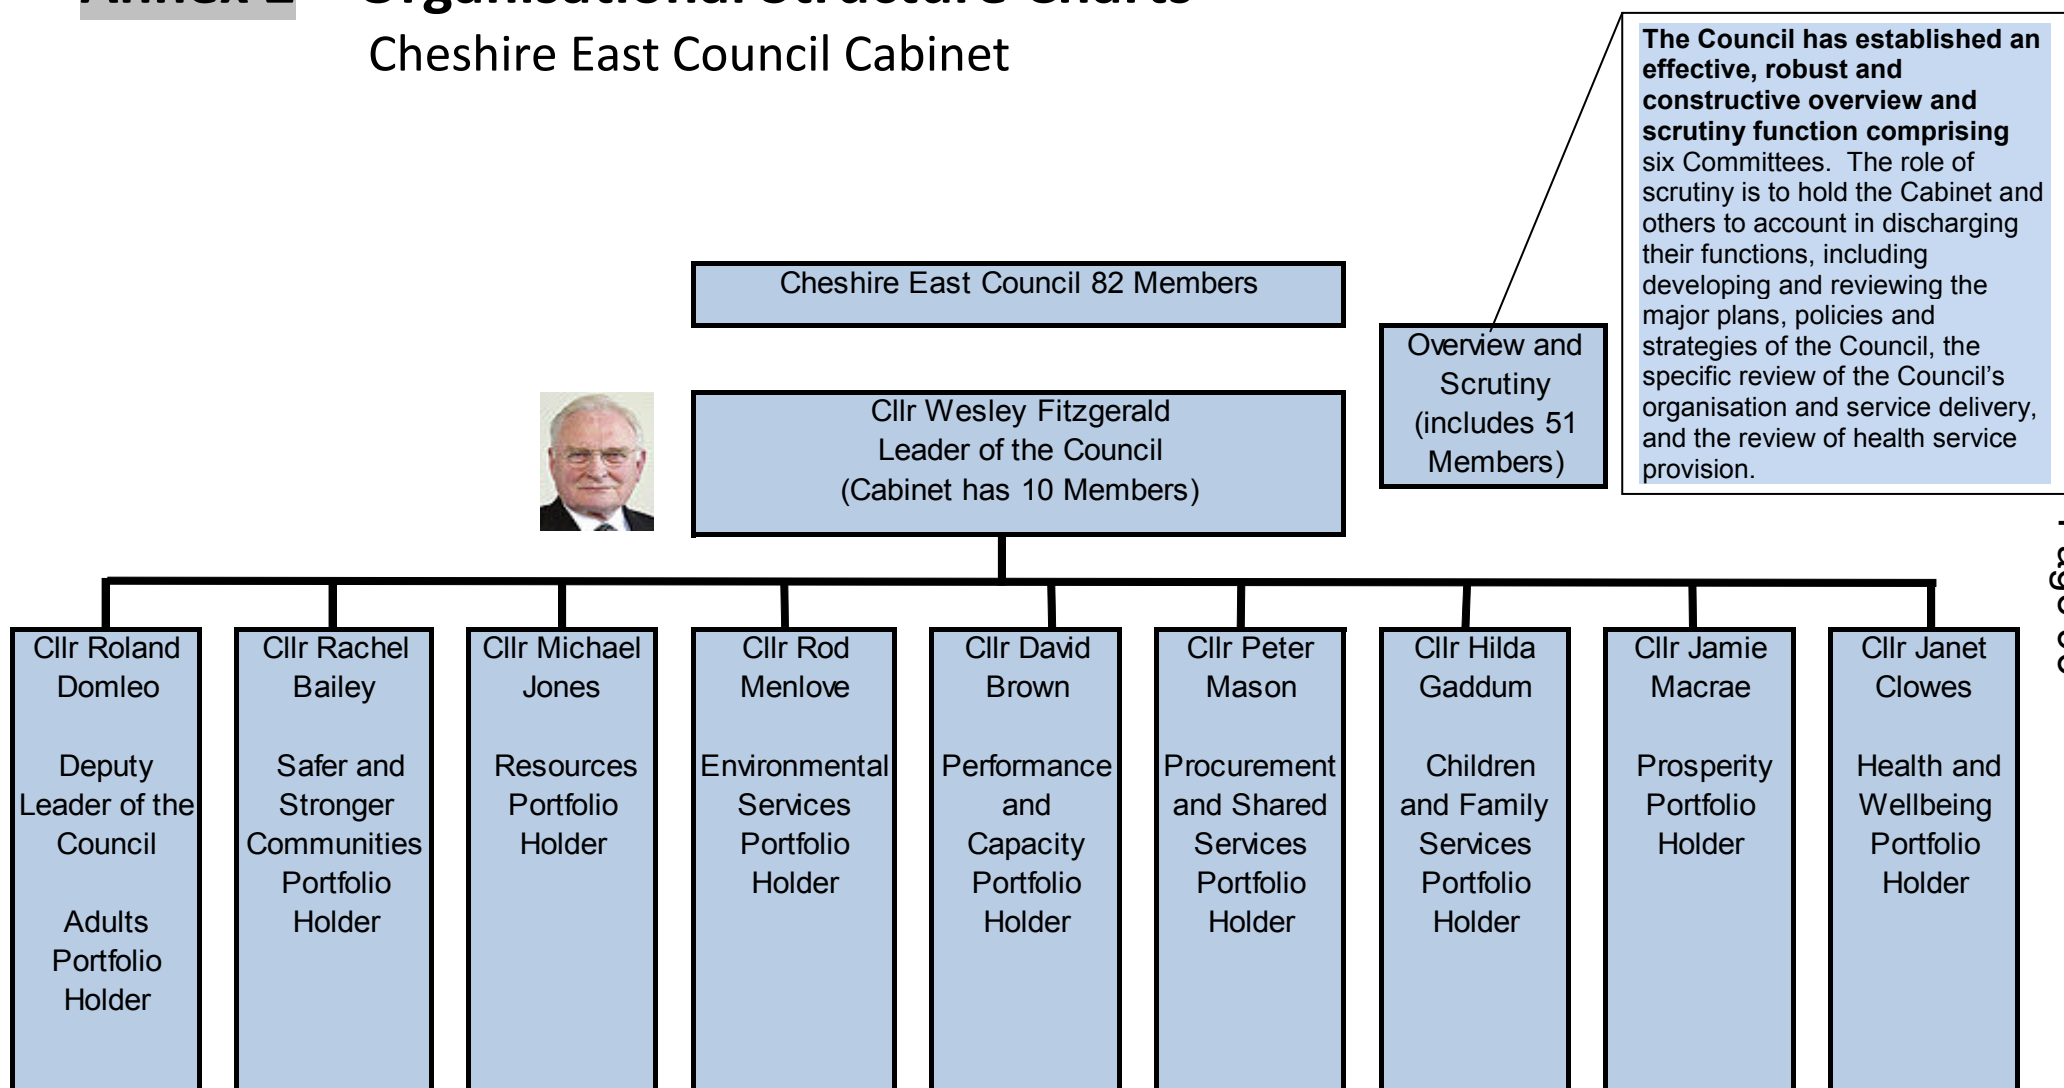 Annex 2 Organisational Structure Charts
Cheshire East Council Cabinet
The Council has established an
effective, robust and
constructive overview and
scrutiny function comprising
six Committees. The role of
scrutiny is to hold the Cabinet and
others to account in discharging
their functions, including
developing and reviewing the
major plans, policies and
strategies of the Council, the
specific review of the Council's
organisation and service delivery,
and the review of health service
provision.
Cheshire East Council 82 Members
Overview and
Scrutiny
(includes 51
Members)
Cllr Wesley Fitzgerald
Leader of the Council
(Cabinet has 10 Members)
Cllr Roland
Domleo
Deputy
Leader of the
Council
Adults
Portfolio
Holder
Cllr Rachel
Bailey
Safer and
Stronger
Communities
Portfolio
Holder
Cllr Michael
Jones
Resources
Portfolio
Holder
Cllr Rod
Menlove
Environmental
Services
Portfolio
Holder
Cllr David
Brown
Performance
and
Capacity
Portfolio
Holder
Cllr Peter
Mason
Procurement
and Shared
Services
Portfolio
Holder
Cllr Hilda
Gaddum
Children
and Family
Services
Portfolio
Holder
Cllr Jamie
Macrae
Prosperity
Portfolio
Holder
Cllr Janet
Clowes
Health and
Wellbeing
Portfolio
Holder
Page